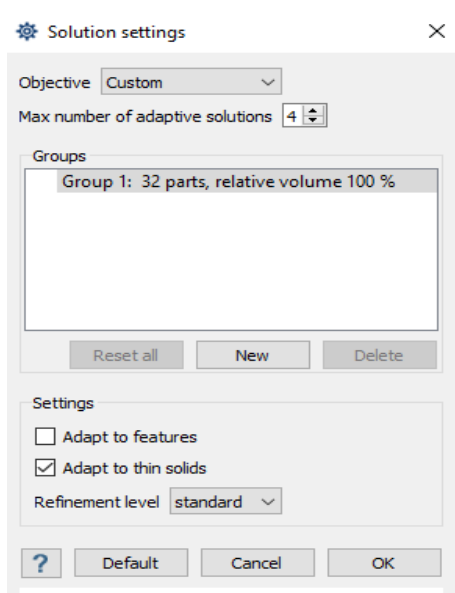 Solution settings
Objective Custom
Max number of adaptive solutions 4
Groups
Group 1: 32 parts, relative volume 100 %
Reset all New Delete
Settings
Adapt to features
Adapt to thin solids
Refinement level standard
? Default Cancel OK